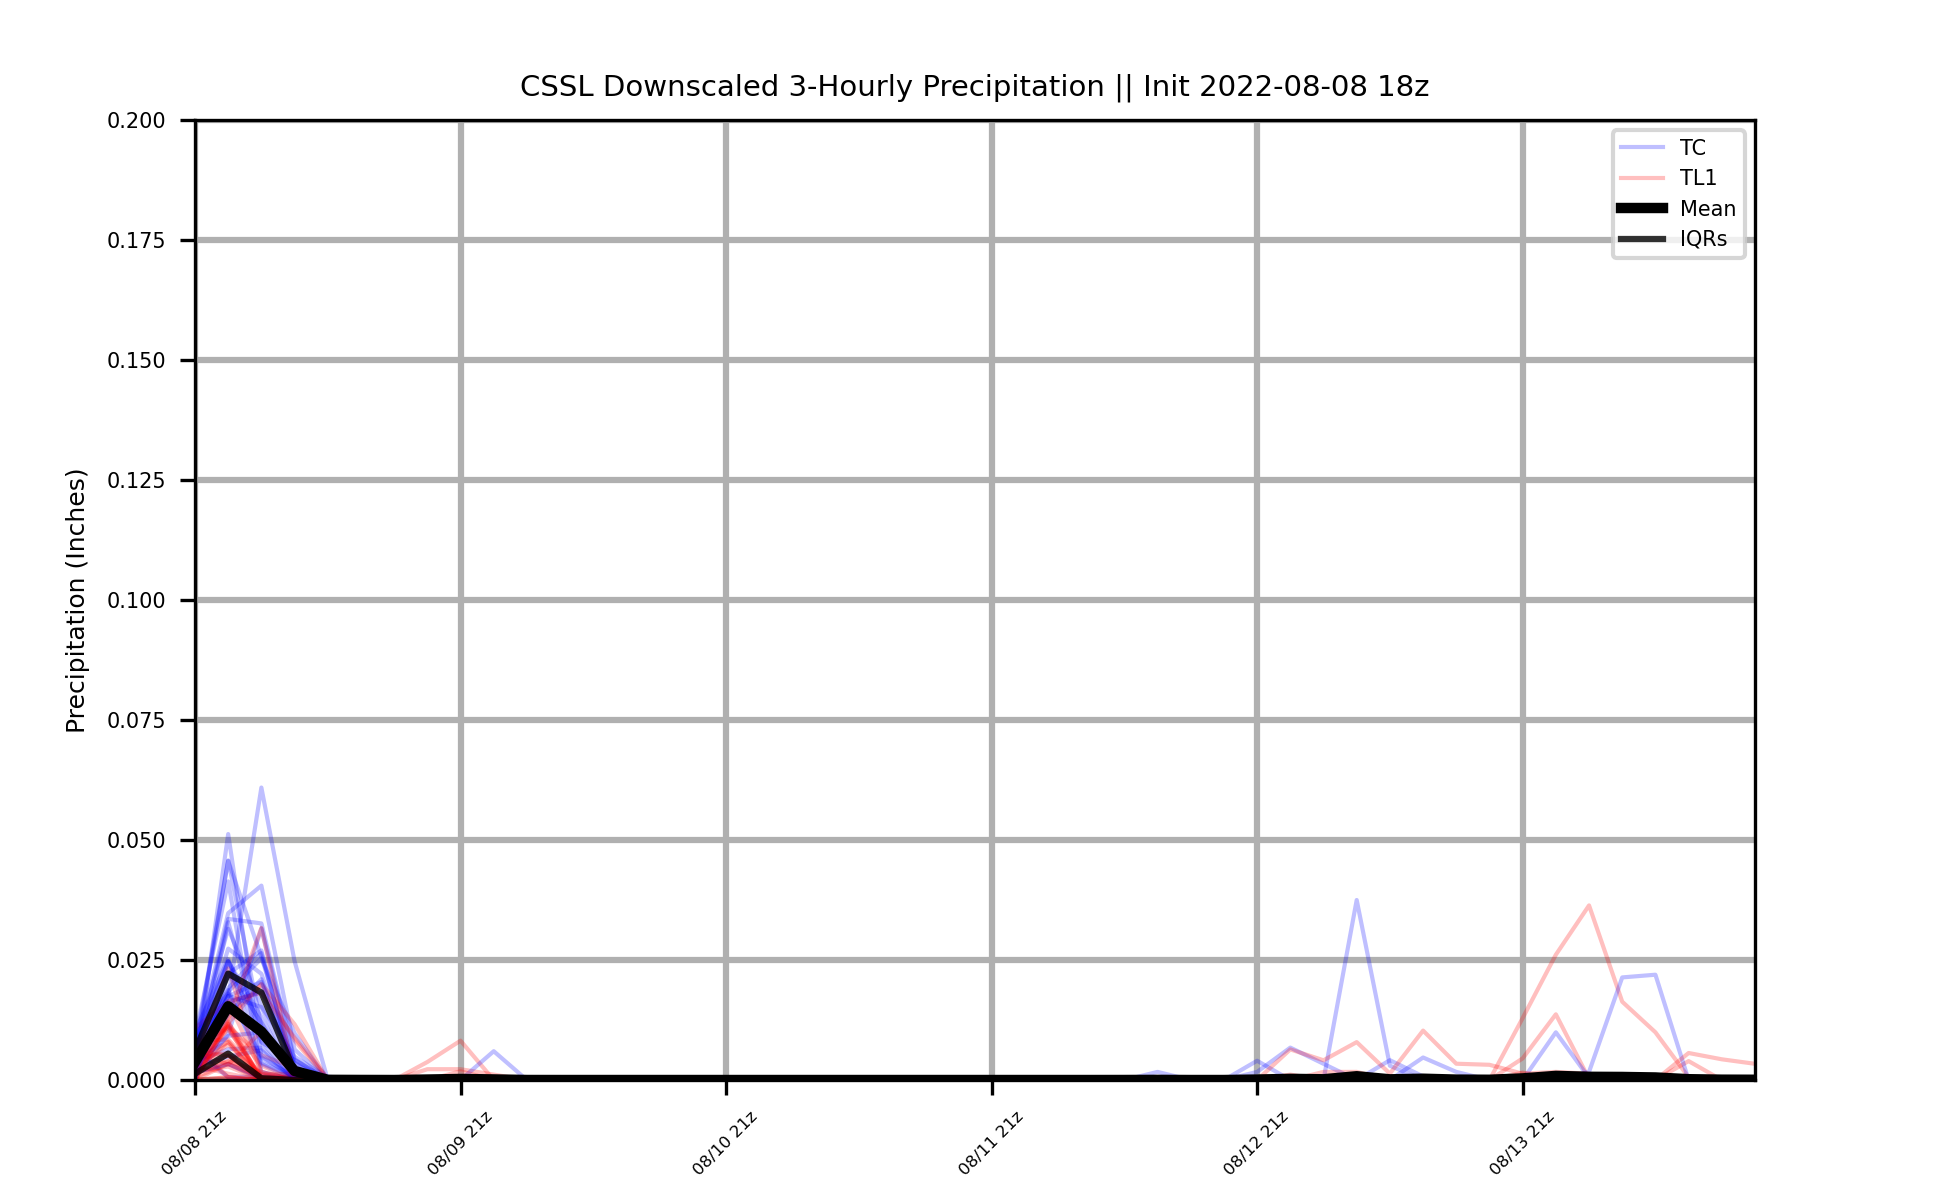 CSSL Downscaled 3-Hourly Precipitation || Init 2022-08-08 18z
0.200
0.175
0.150
0.125
0.100
0.075
0.050
0.025
0.000
Precipitation (Inches)
TC
TL1
Mean
IQRs
08/08 21z
08/09 21z
08/10 21z
08/11 21z
08/12 21z
08/13 21z